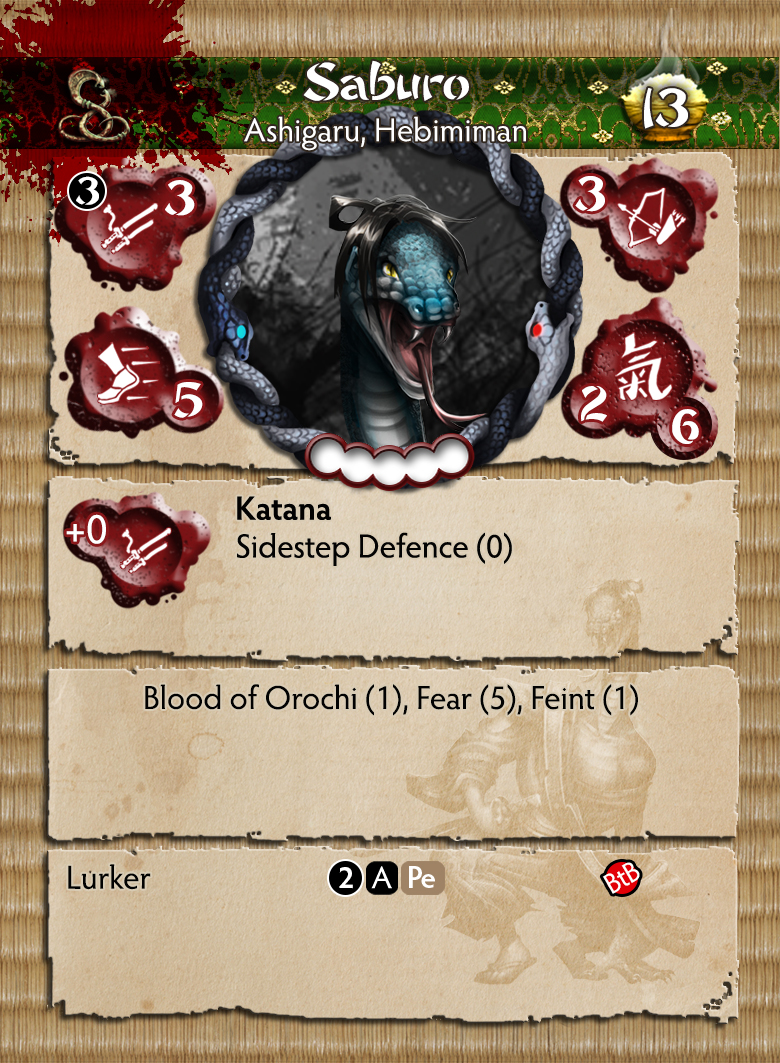 Saburo
13
Ashigaru, Hebimiman
3 3
3
5
氣
2 6
+0
Katana
Sidestep Defence (0)
Blood of Orochi (1), Fear (5), Feint (1)
Lurker 2 A Pe BtB